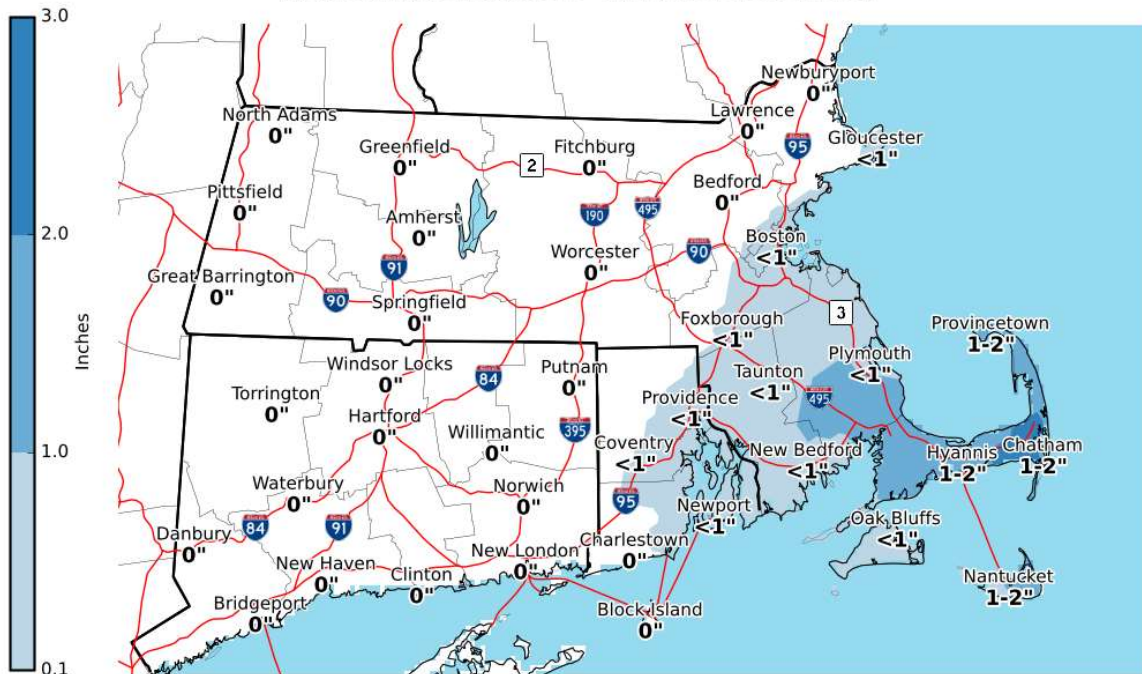 3.0
2.0
1.0
0.1
Inches
Newburyport
0"
Lawrence
0"
North Adams
0"
95
Gloucester
<1"
Greenfield
0"
2
Fitchburg
0"
Bedford
0"
Pittsfield
0"
190
495
Amherst
0"
Boston
<1"
Worcester
0"
90
91
Great Barrington
0"
90
Springfield
0"
3
Foxborough
<1"
Provincetown
1-2"
Plymouth
<1"
Windsor Locks
0"
84
Putnam
0"
Taunton
<1"
495
Torrington
0"
Providence
<1"
Hartford
0"
Willimantic
0"
395
Coventry
<1"
New Bedford
<1"
Hyannis
1-2"
Chatham
1-2"
Waterbury
0"
Norwich
0"
95
Newport
<1"
Oak Bluffs
<1"
84
91
Danbury
0"
New London
0"
Charlestown
0"
New Haven
0"
Clinton
0"
Nantucket
1-2"
Bridgeport
0"
Block Island
0"